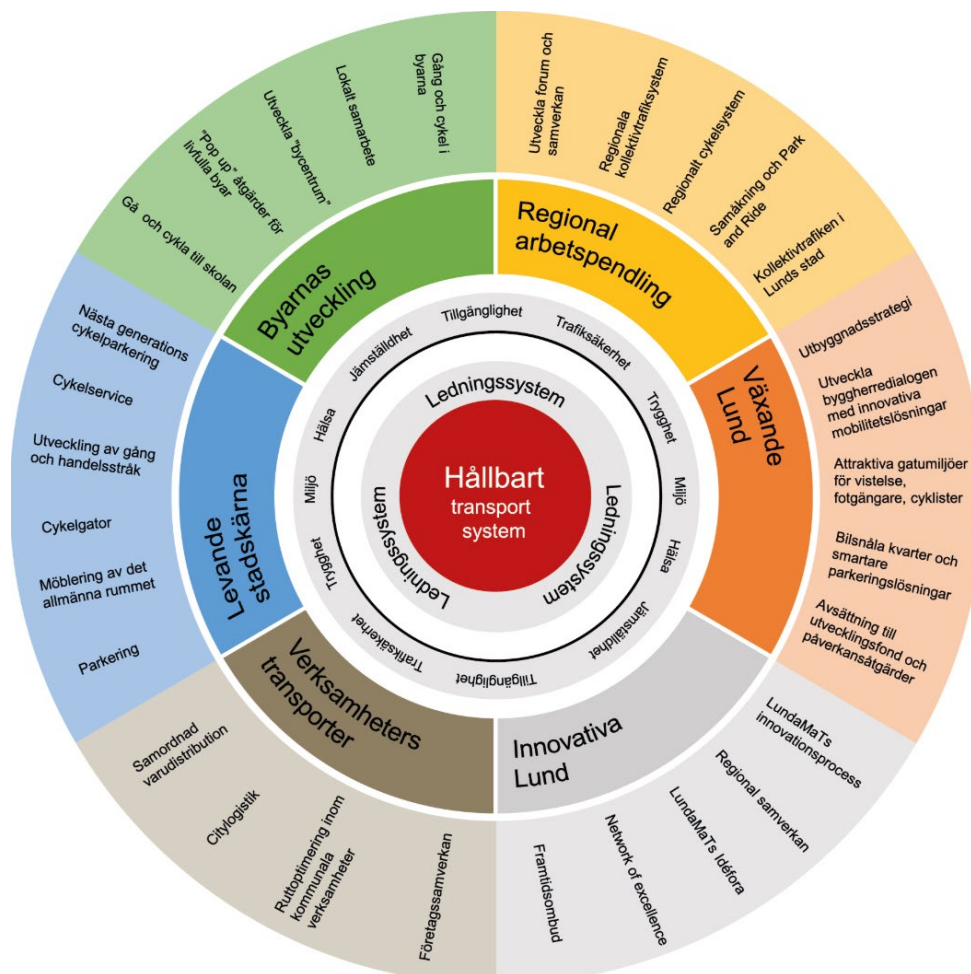 Hållbart
transport
system
Ledningssystem
Ledningssystem
Ledningssystem
Tillgänglighet
Trafiksäkerhet
Trygghet
Miljö
Hälsa
Jämställdhet
Tillgänglighet
Trafiksäkerhet
Trygghet
Miljö
Hälsa
Jämställdhet
Regional
arbetspendling
Utveckla forum och
samverkan
Regionala
kollektivtrafiksystem
Regionalt cykelsystem
Samåkning och Park
and Ride
Kollektivtrafiken i
Lunds stad
Växande
Lund
Utbyggnadsstrategi
Utveckla
byggherredialogen
med innovativa
mobilitetslösningar
Attraktiva gatumiljöer
för vistelse,
fotgängare, cyklister
Bilsnåla kvarter och
smartare
parkeringslösningar
Avsättning till
utvecklingsfond och
påverkansåtgärder
Innovativa
Lund
LundaMaTs
innovationsprocess
Regional samverkan
LundaMaTs idéfora
Network of excellence
Framtidsombud
Verksamheters
transporter
Företagssamverkan
Ruttoptimering inom
kommunala
verksamheter
Citylogistik
Samordnad
varudistribution
Levande
stadskärna
Parkering
Möblering av det
allmänna rummet
Cykelgator
Utveckling av gång
och handelsstråk
Cykelservice
Nästa generations
cykelparkering
Byarnas
utveckling
Gå och cykla till skolan
"Pop up" åtgärder för
livfulla byar
Utveckla "bycentrum"
Lokalt samarbete
Gång och cykel i
byarna